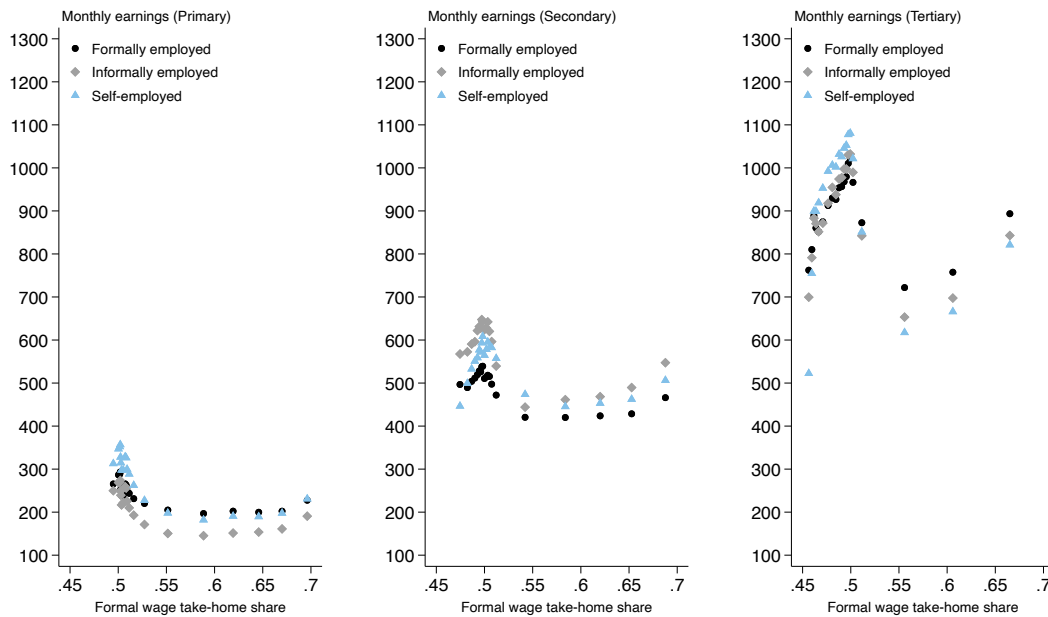 Monthly earnings (Primary)
1300
1200
1100
1000
900
800
700
600
500
400
300
200
100
Formally employed
Informally employed
Self-employed
.45 .5 .55 .6 .65 .7
Formal wage take-home share
Monthly earnings (Secondary)
1300
1200
1100
1000
900
800
700
600
500
400
300
200
100
Formally employed
Informally employed
Self-employed
.45 .5 .55 .6 .65 .7
Formal wage take-home share
Monthly earnings (Tertiary)
1300
1200
1100
1000
900
800
700
600
500
400
300
200
100
Formally employed
Informally employed
Self-employed
.45 .5 .55 .6 .65 .7
Formal wage take-home share